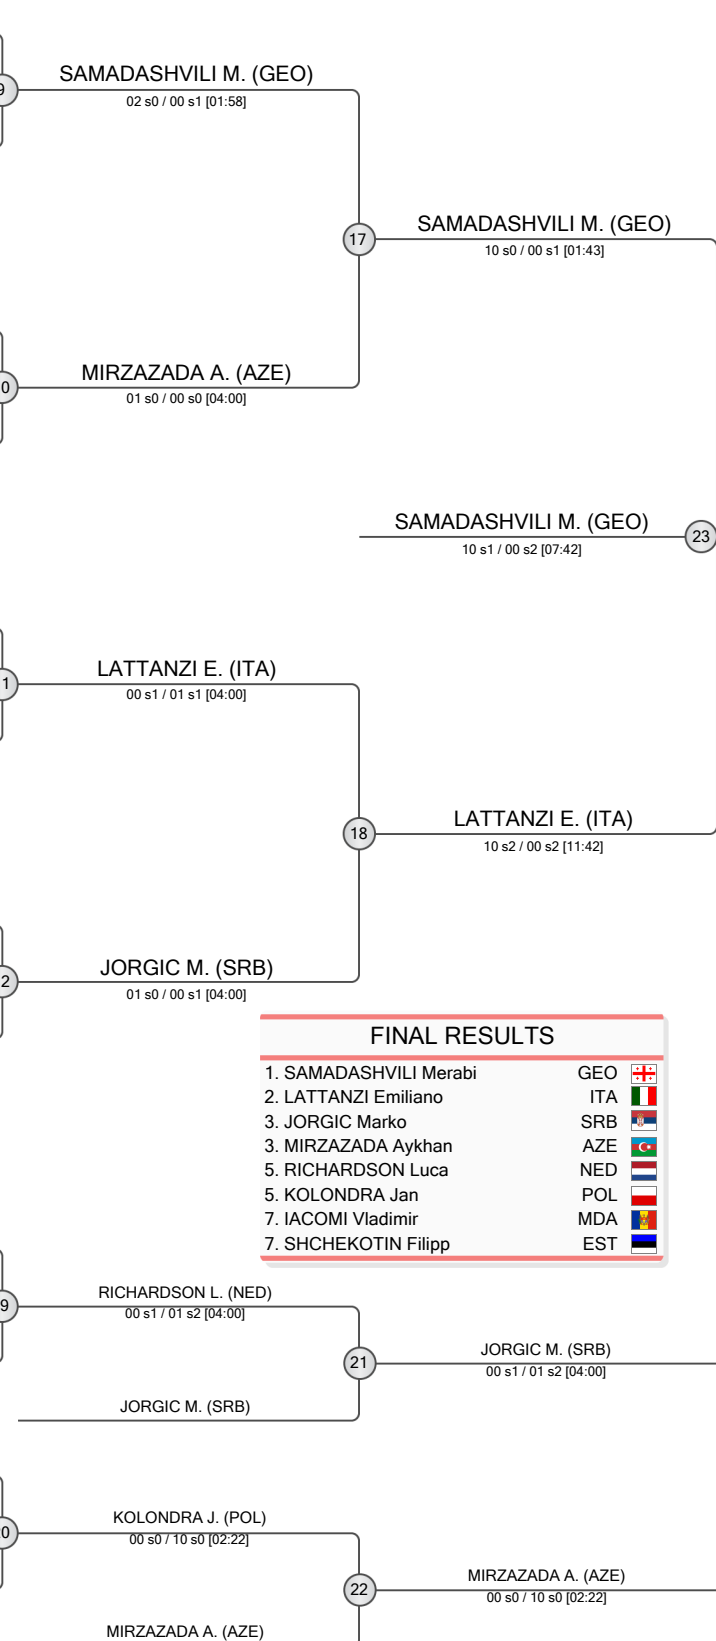 SAMADASHVILI M. (GEO)
9
02 s0 / 00 s1 [01:58]
SAMADASHVILI M. (GEO)
17
10 s0 / 00 s1 [01:43]
MIRZAZADA A. (AZE)
0
01 s0 / 00 s0 [04:00]
SAMADASHVILI M. (GEO)
23
10 s1 / 00 s2 [07:42]
LATTANZI E. (ITA)
1
00 s1 / 01 s1 [04:00]
LATTANZI E. (ITA)
18
10 s2 / 00 s2 [11:42]
JORGIC M. (SRB)
2
01 s0 / 00 s1 [04:00]
FINAL RESULTS
1. SAMADASHVILI Merabi GEO
2. LATTANZI Emiliano ITA
3. JORGIC Marko SRB
3. MIRZAZADA Aykhan AZE
5. RICHARDSON Luca NED
5. KOLONDRA Jan POL
7. IACOMI Vladimir MDA
7. SHCHEKOTIN Filipp EST
RICHARDSON L. (NED)
9
00 s1 / 01 s2 [04:00]
JORGIC M. (SRB)
21
00 s1 / 01 s2 [04:00]
JORGIC M. (SRB)
KOLONDRA J. (POL)
0
00 s0 / 10 s0 [02:22]
MIRZAZADA A. (AZE)
22
00 s0 / 10 s0 [02:22]
MIRZAZADA A. (AZE)